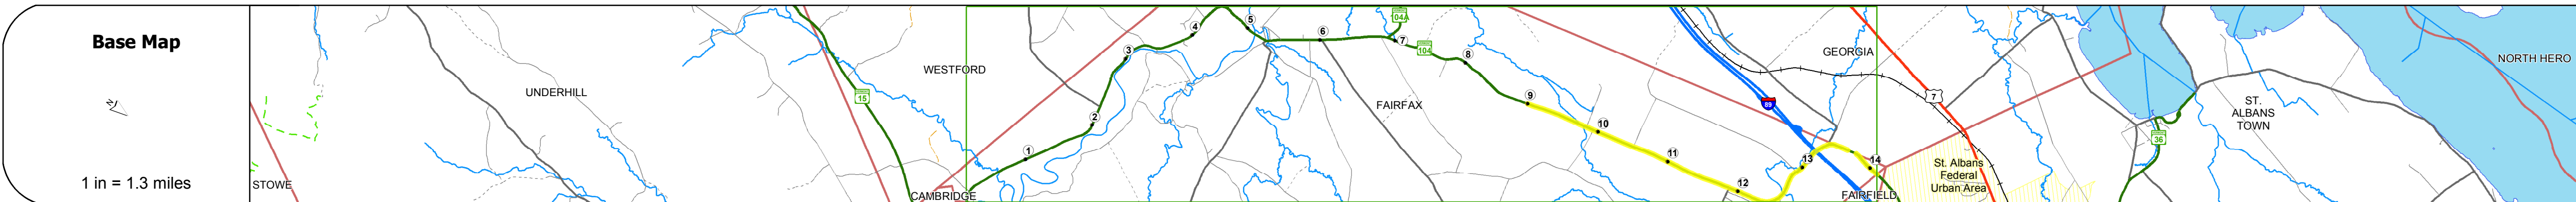 Base Map
N
1 in = 1.3 miles
STOWE
UNDERHILL
15
WESTFORD
CAMBRIDGE
1
2
3
4
5
6
7
104A
104
8
FAIRFAX
9
10
11
12
13
14
89
GEORGIA
7
FAIRFIELD
St. Albans
Federal
Urban Area
36
ST.
ALBANS
TOWN
NORTH HERO